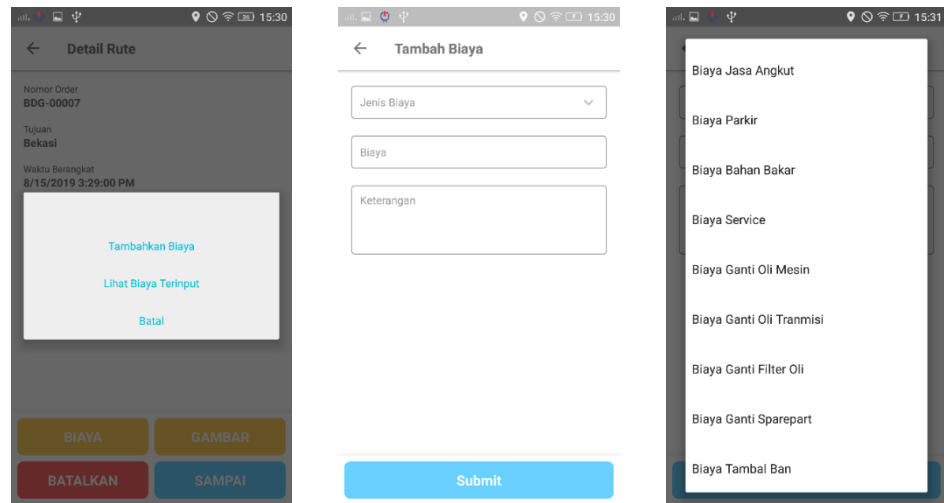 15:30
Detail Rute
Nomor Order
BDG-00007
Tujuan
Bekasi
Waktu Berangkat
8/15/2019 3:29:00 PM
Tambahkan Biaya
Lihat Biaya Terinput
Batal
BIAYA
GAMBAR
BATALKAN
SAMPAI
15:30
Tambah Biaya
Jenis Biaya
Biaya
Keterangan
Submit
15:31
Biaya Jasa Angkut
Biaya Parkir
Biaya Bahan Bakar
Biaya Service
Biaya Ganti Oli Mesin
Biaya Ganti Oli Tranmisi
Biaya Ganti Filter Oli
Biaya Ganti Sparepart
Biaya Tambal Ban